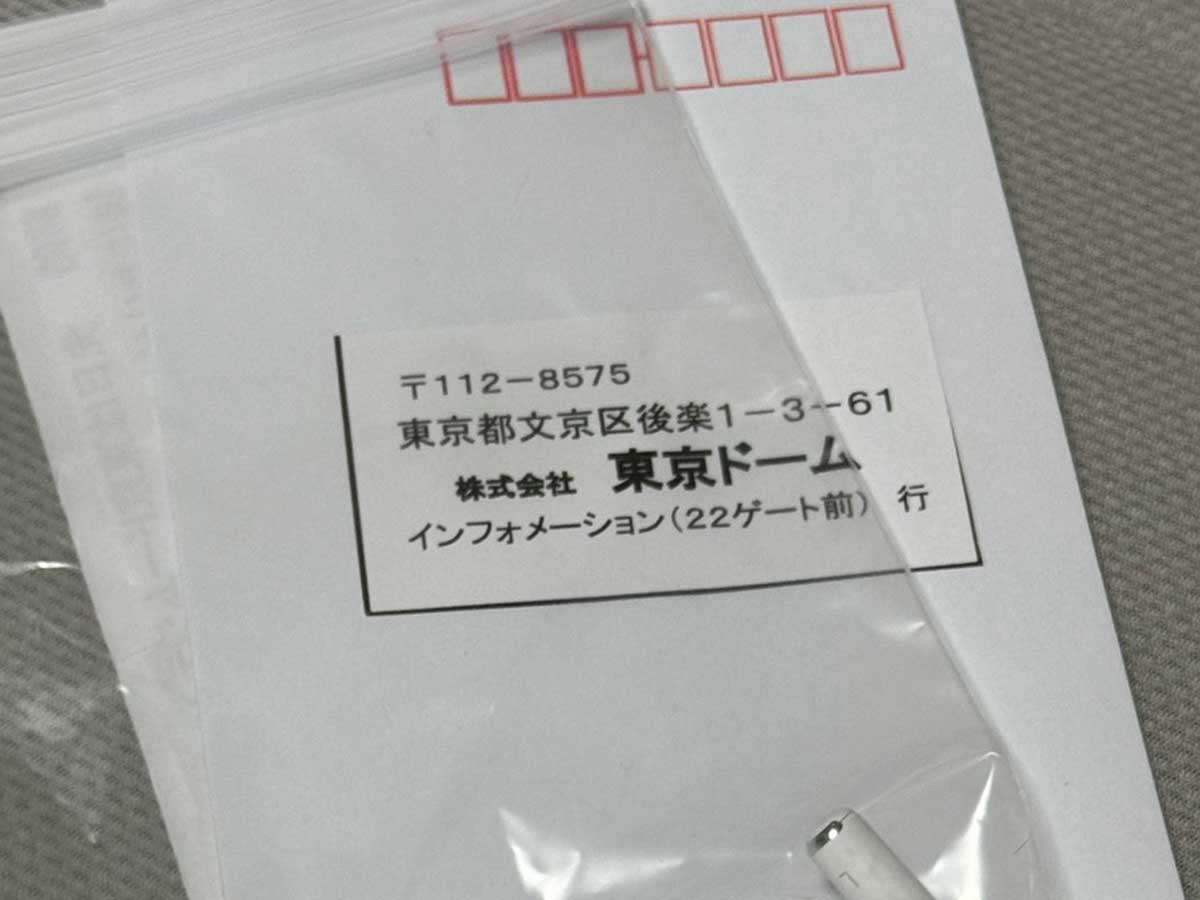 〒112-8575
東京都文京区後楽1-3-61
株式会社 東京ドーム
インフォメーション(22ゲート前) 行
L